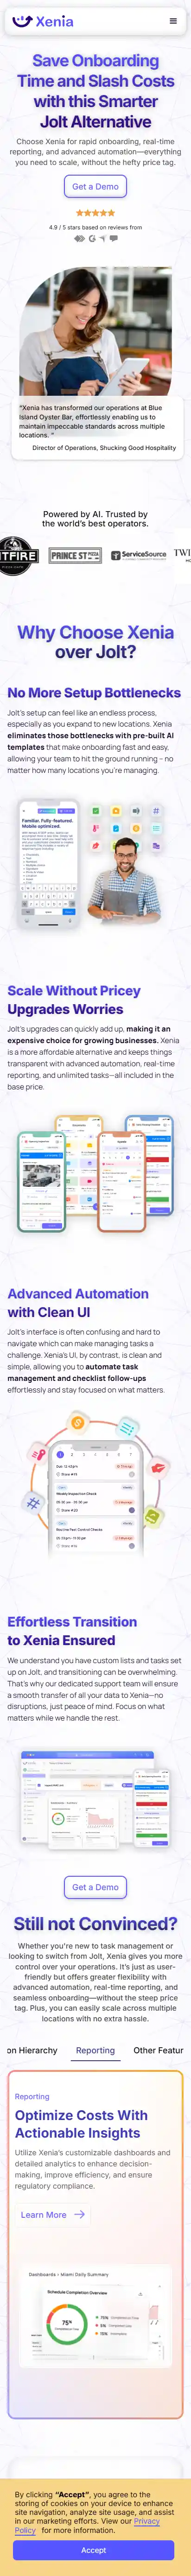 Xenia
Save Onboarding
Time and Slash Costs
with this Smarter
Jolt Alternative
Choose Xenia for rapid onboarding, real-time
reporting, and advanced automation—everything
you need to scale, without the hefty price tag.
Get a Demo
4.9 / 5 stars based on reviews from
“Xenia has transformed our operations at Blue
Island Oyster Bar, effortlessly enabling us to
maintain impeccable standards across multiple
locations. “
Director of Operations, Shucking Good Hospitality
Powered by AI. Trusted by
the world’s best operators.
PRINCE ST. PIZZA
ServiceSource
Why Choose Xenia
over Jolt?
No More Setup Bottlenecks
Jolt’s setup can feel like an endless process,
especially as you expand to new locations. Xenia
eliminates those bottlenecks with pre-built AI
templates that make onboarding fast and easy,
allowing your team to hit the ground running – no
matter how many locations you’re managing.
Familiar. Fully-featured.
Mobile optimized.
Scale Without Pricey
Upgrades Worries
Jolt’s upgrades can quickly add up, making it an
expensive choice for growing businesses. Xenia
is a more affordable alternative and keeps things
transparent with advanced automation, real-time
reporting, and unlimited tasks—all included in the
base price.
Advanced Automation
with Clean UI
Jolt’s interface is often confusing and hard to
navigate which can make managing tasks a
challenge. Xenia’s UI, by contrast, is clean and
simple, allowing you to automate task
management and checklist follow-ups
effortlessly and stay focused on what matters.
Effortless Transition
to Xenia Ensured
We understand you have custom lists and tasks set
up on Jolt, and transitioning can be overwhelming.
That’s why our dedicated support team will ensure
a smooth transfer of all your data to Xenia—no
disruptions, just peace of mind. Focus on what
matters while we handle the rest.
Get a Demo
Still not Convinced?
Whether you’re new to task management or
looking to switch from Jolt, Xenia gives you more
control over your operations. It’s just as user-
friendly but offers greater flexibility with
advanced automation, real-time reporting, and
seamless onboarding—without the steep price
tag. Plus, you can easily scale across multiple
locations with no extra hassle.
on Hierarchy Reporting Other Featur
Reporting
Optimize Costs With
Actionable Insights
Utilize Xenia’s customizable dashboards and
detailed analytics to enhance decision-
making, improve efficiency, and ensure
regulatory compliance.
Learn More
Dashboards › Miami Daily Summary
Schedule Completion Overview
75%
By clicking “Accept”, you agree to the
storing of cookies on your device to enhance
site navigation, analyze site usage, and assist
in our marketing efforts. View our Privacy
Policy for more information.
Accept